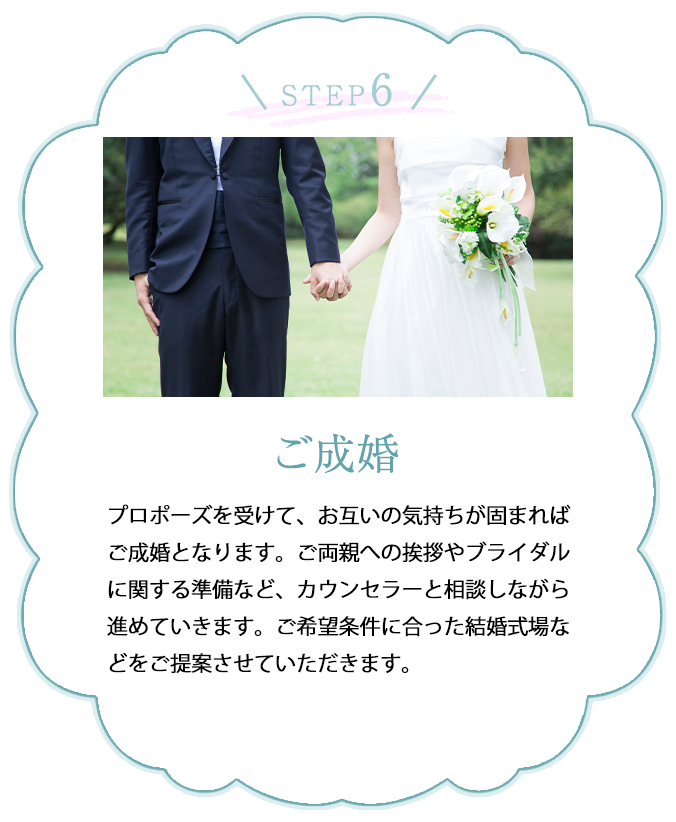 STEP6
ご成婚
プロポーズを受けて、お互いの気持ちが固まれば
ご成婚となります。ご両親への挨拶やブライダル
に関する準備など、カウンセラーと相談しながら
進めていきます。ご希望条件に合った結婚式場な
どをご提案させていただきます。